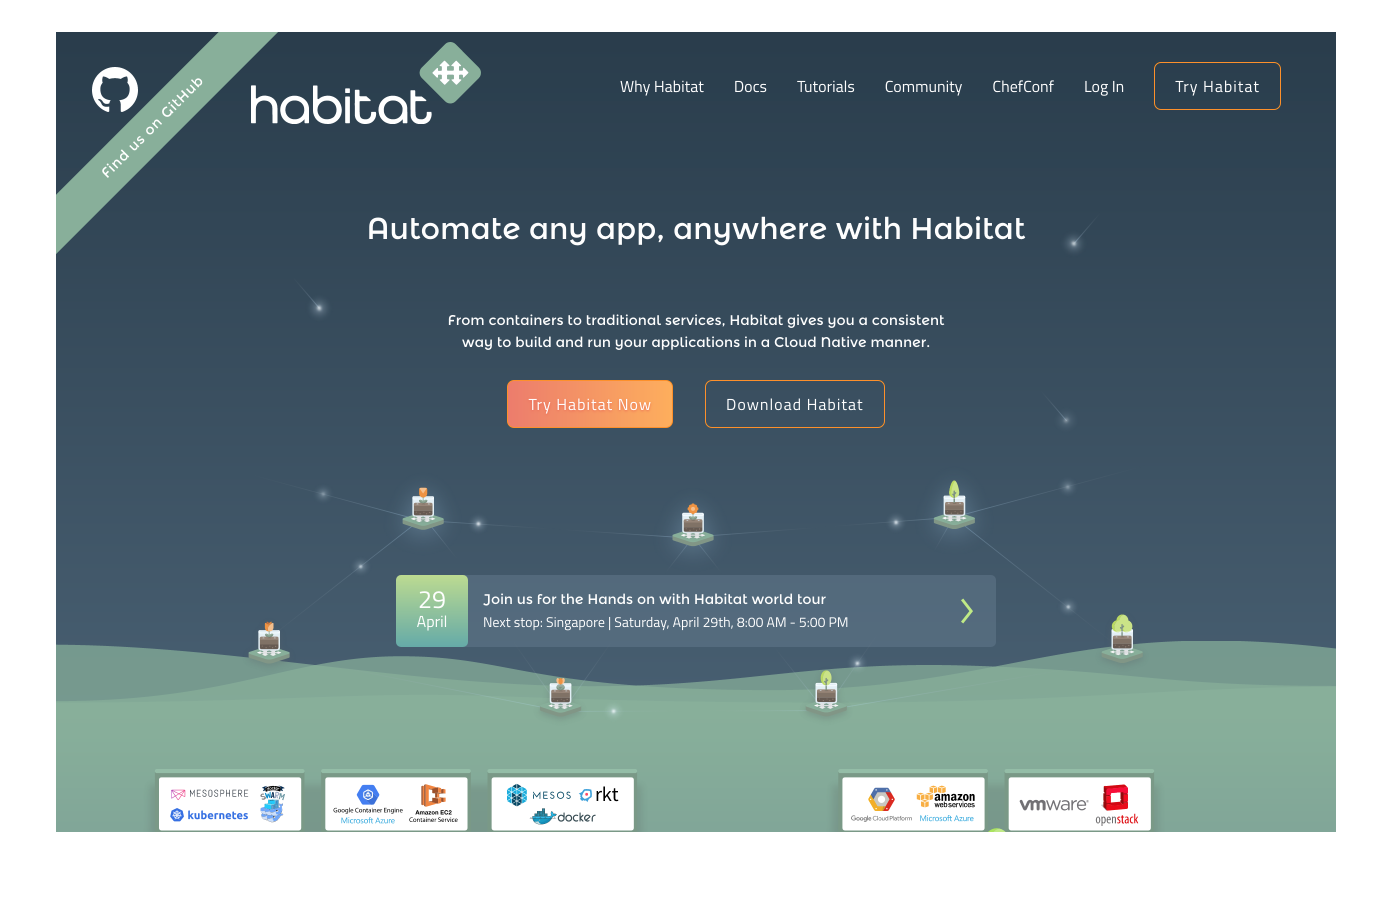 Find us on GitHub
habitat
Why Habitat Docs Tutorials Community ChefConf Log In Try Habitat
Automate any app, anywhere with Habitat
From containers to traditional services, Habitat gives you a consistent
way to build and run your applications in a Cloud Native manner.
Try Habitat Now Download Habitat
29
April
Join us for the Hands on with Habitat world tour
Next stop: Singapore | Saturday, April 29th, 8:00 AM - 5:00 PM
MESOSPHERE
SWARM
kubernetes
Google Container Engine
Microsoft Azure
Amazon EC2
Container Service
MESOS rkt
docker
Google Cloud Platform
amazon
webservices
Microsoft Azure
vmware
openstack